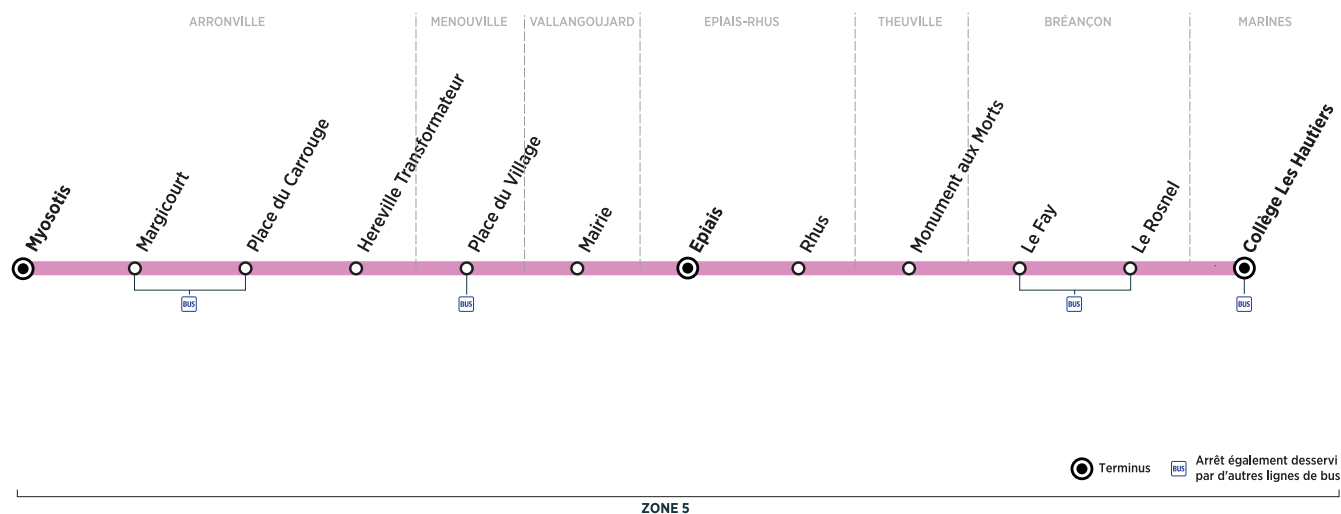 ARRONVILLE
MENOUVILLE
VALLANGOUJARD
EPIAIS-RHUS
THEUVILLE
BRÉANÇON
MARINES
Myosotis
Margicourt
Place du Carrouge
Hereville Transformateur
Place du Village
Mairie
Epiais
Rhus
Monument aux Morts
Le Fay
Le Rosnel
Collège Les Hautiers
BUS
BUS
BUS
BUS
Terminus
BUS
Arrêt également desservi
par d'autres lignes de bus
ZONE 5